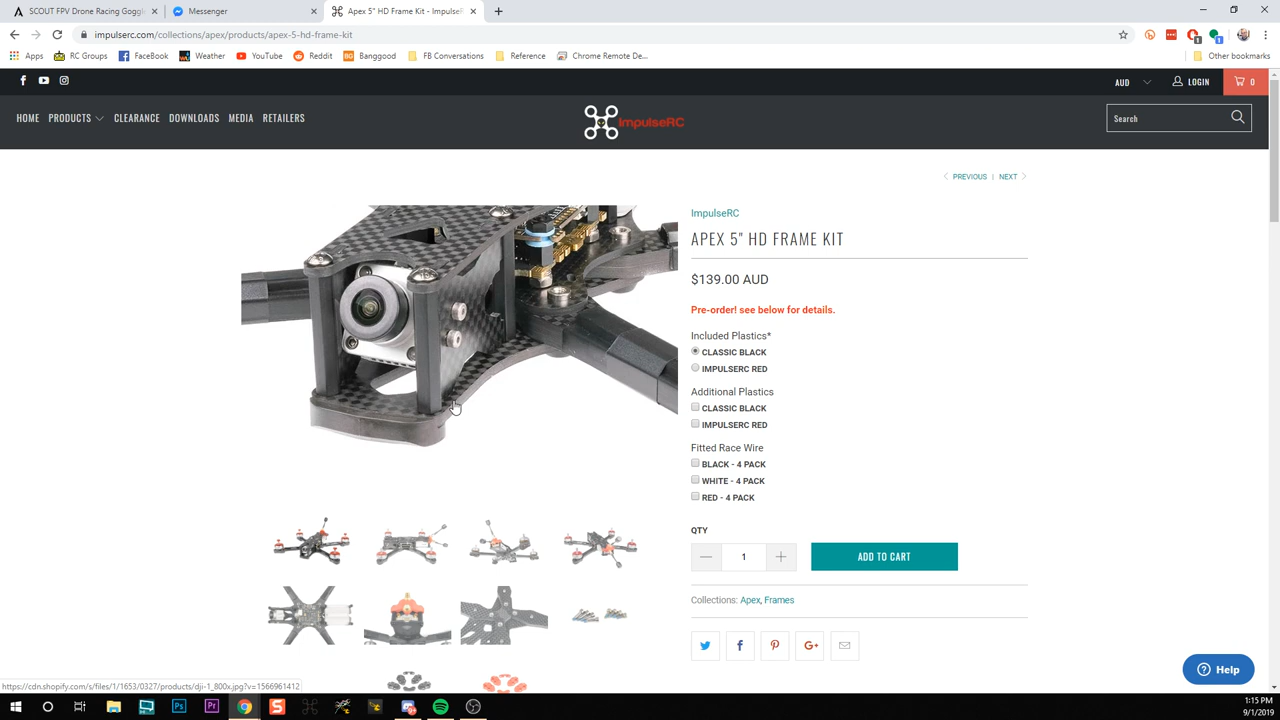 SCOUT FPV Drone Racing Goggl
Messenger
Apex 5" HD Frame Kit - ImpulseR
impulserc.com/collections/apex/products/apex-5-hd-frame-kit
Apps
RC Groups
FaceBook
Weather
YouTube
Reddit
BG Banggood
FB Conversations
Reference
Chrome Remote De...
Other bookmarks
AUD
LOGIN
0
HOME
PRODUCTS
CLEARANCE
DOWNLOADS
MEDIA
RETAILERS
ImpulseRC
Search
PREVIOUS | NEXT
ImpulseRC
APEX 5" HD FRAME KIT
$139.00 AUD
Pre-order! see below for details.
Included Plastics*
CLASSIC BLACK
IMPULSERC RED
Additional Plastics
CLASSIC BLACK
IMPULSERC RED
Fitted Race Wire
BLACK - 4 PACK
WHITE - 4 PACK
RED - 4 PACK
QTY
1
ADD TO CART
Collections: Apex, Frames
Help
https://cdn.shopify.com/s/files/1/1653/0327/products/dji-1_800x.jpg?v=1566961412
1:15 PM
9/1/2019